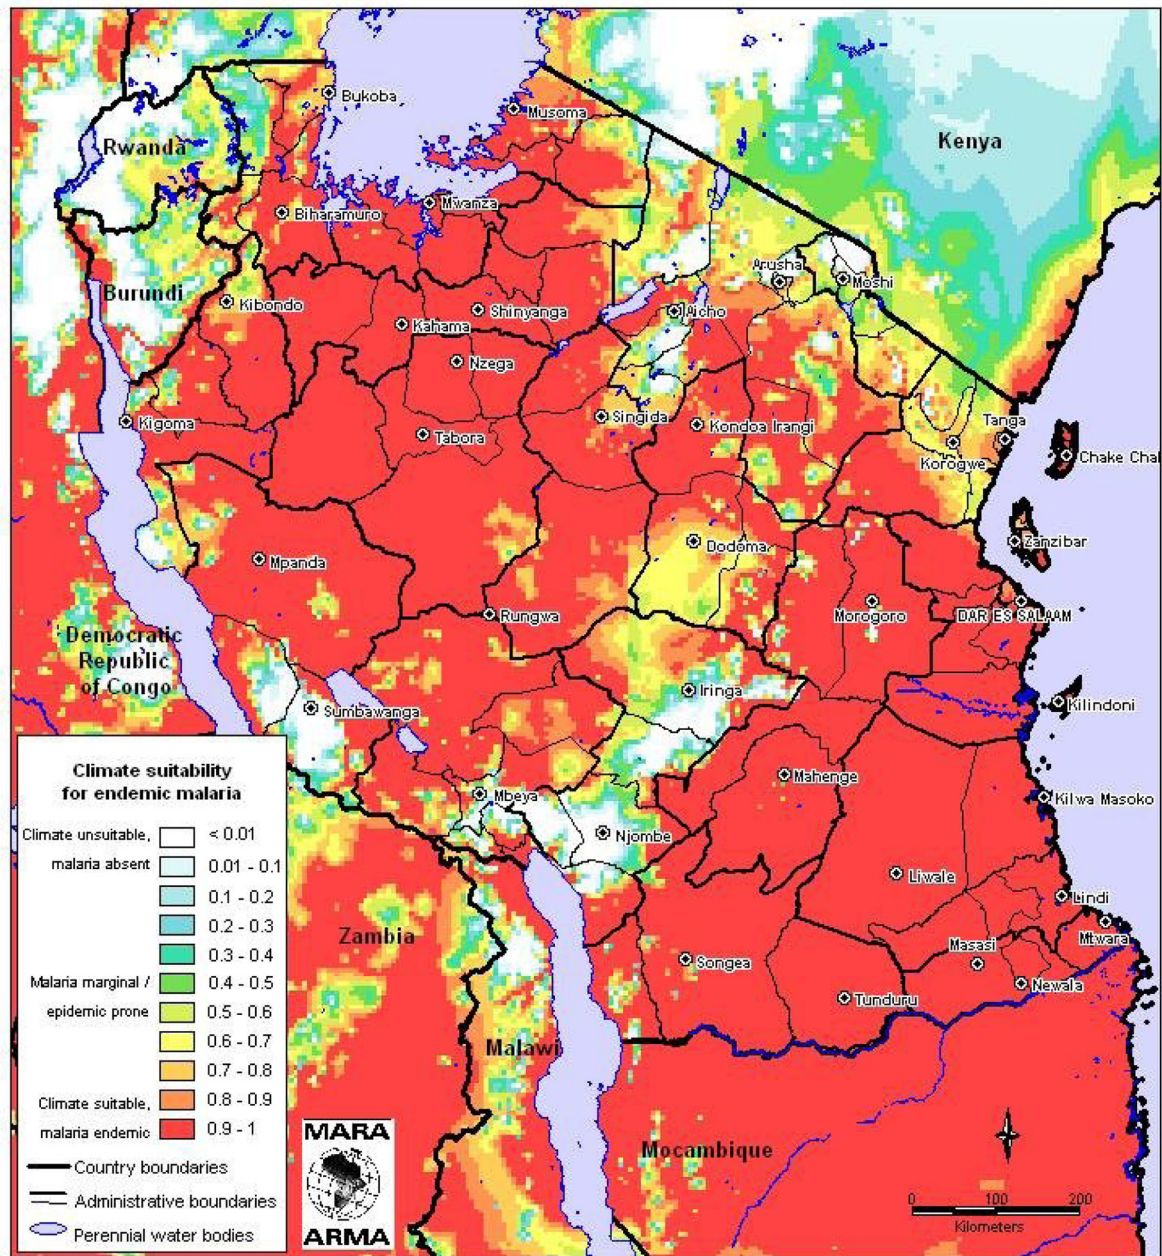 Bukoba
Musoma
Rwanda
Kenya
Mwanza
Biharamuro
Arusha
Moshi
Burundi
Kibondo
Shinyanga
Aicho
Kahama
Nzega
Kigoma
Tabora
Singida
Kondoa Irangi
Tanga
Korogwe
Chake Chal
Dodoma
Zanzibar
Mpanda
Rungwa
Morogoro
DAR ES SALAAM
Democratic
Republic
of Congo
Iringa
Sumbawanga
Kilindoni
Mahenge
Mbeya
Kilwa Masoko
Njombe
Liwale
Lindi
Mtwara
Zambia
Masasi
Songea
Newala
Tunduru
Malawi
Mocambique
Climate suitability
for endemic malaria
Climate unsuitable, < 0.01
malaria absent 0.01 - 0.1
0.1 - 0.2
0.2 - 0.3
0.3 - 0.4
Malaria marginal / 0.4 - 0.5
epidemic prone 0.5 - 0.6
0.6 - 0.7
0.7 - 0.8
Climate suitable, 0.8 - 0.9
malaria endemic 0.9 - 1
Country boundaries
Administrative boundaries
Perennial water bodies
MARA
ARMA
0 100 200
Kilometers